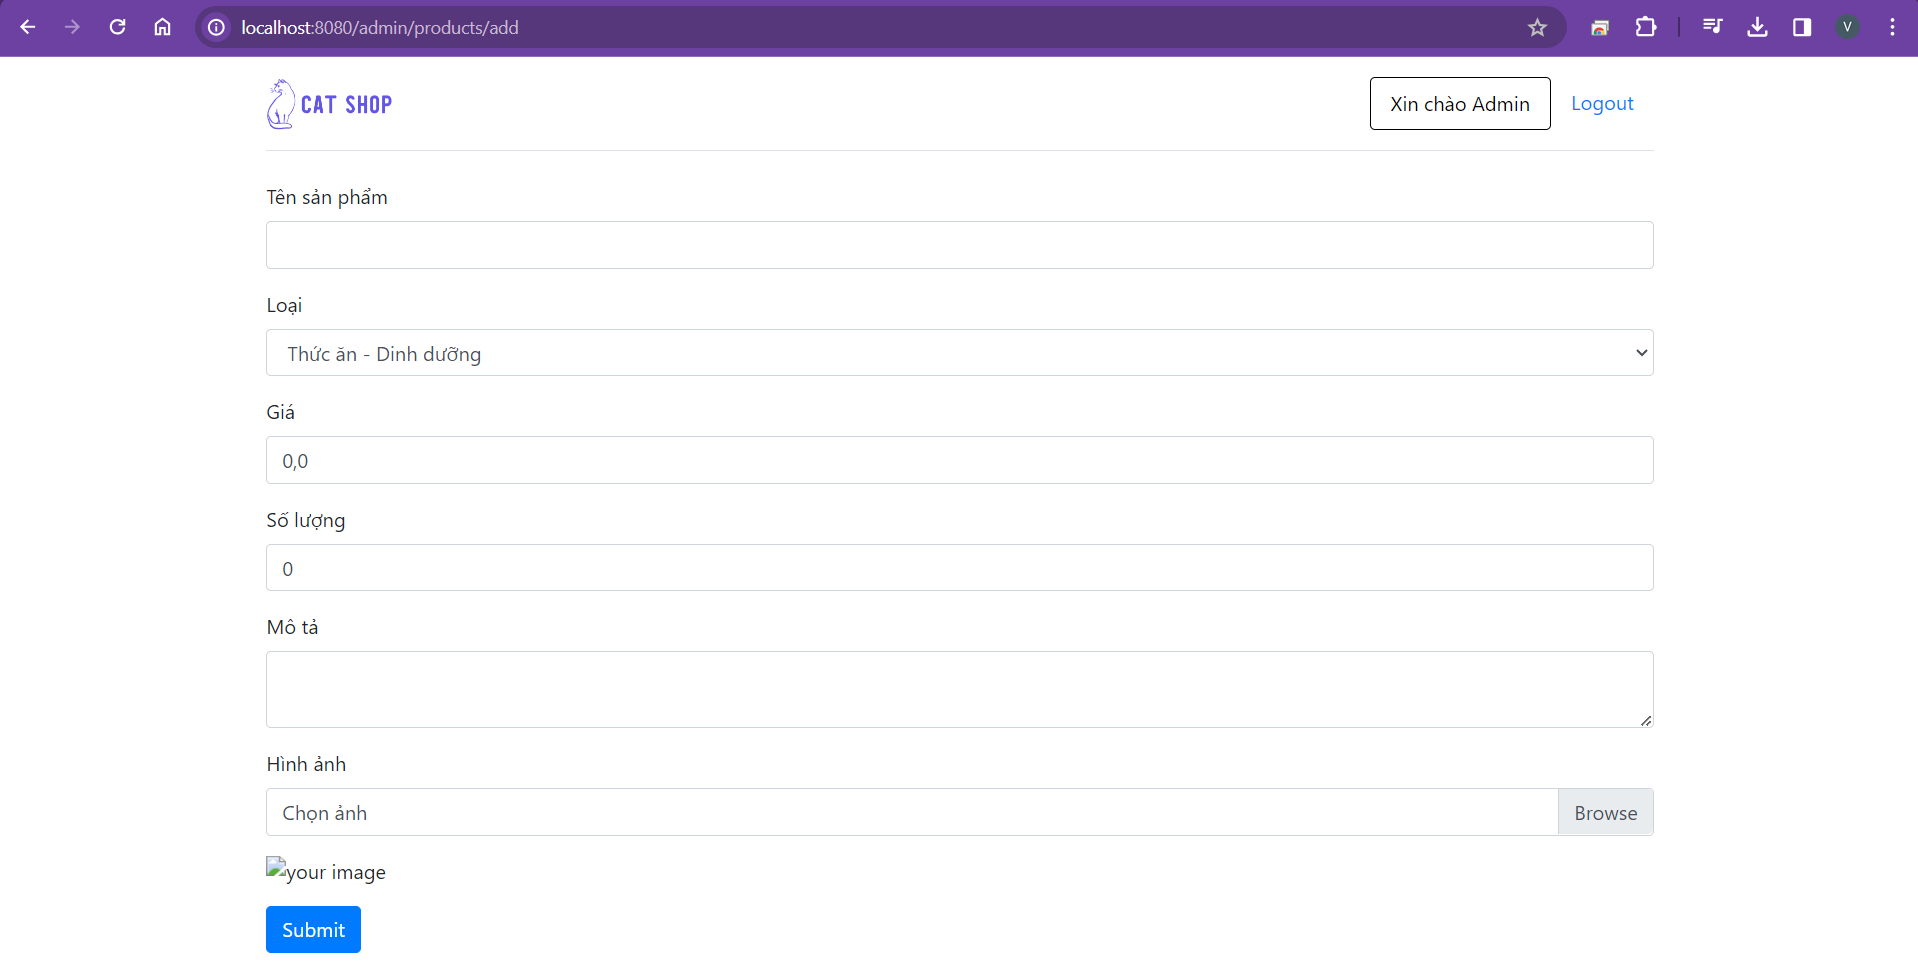 localhost:8080/admin/products/add
V
CAT SHOP
Xin chào Admin
Logout
Tên sản phẩm
Loại
Thức ăn - Dinh dưỡng
Giá
0,0
Số lượng
0
Mô tả
Hình ảnh
Chọn ảnh
Browse
your image
Submit